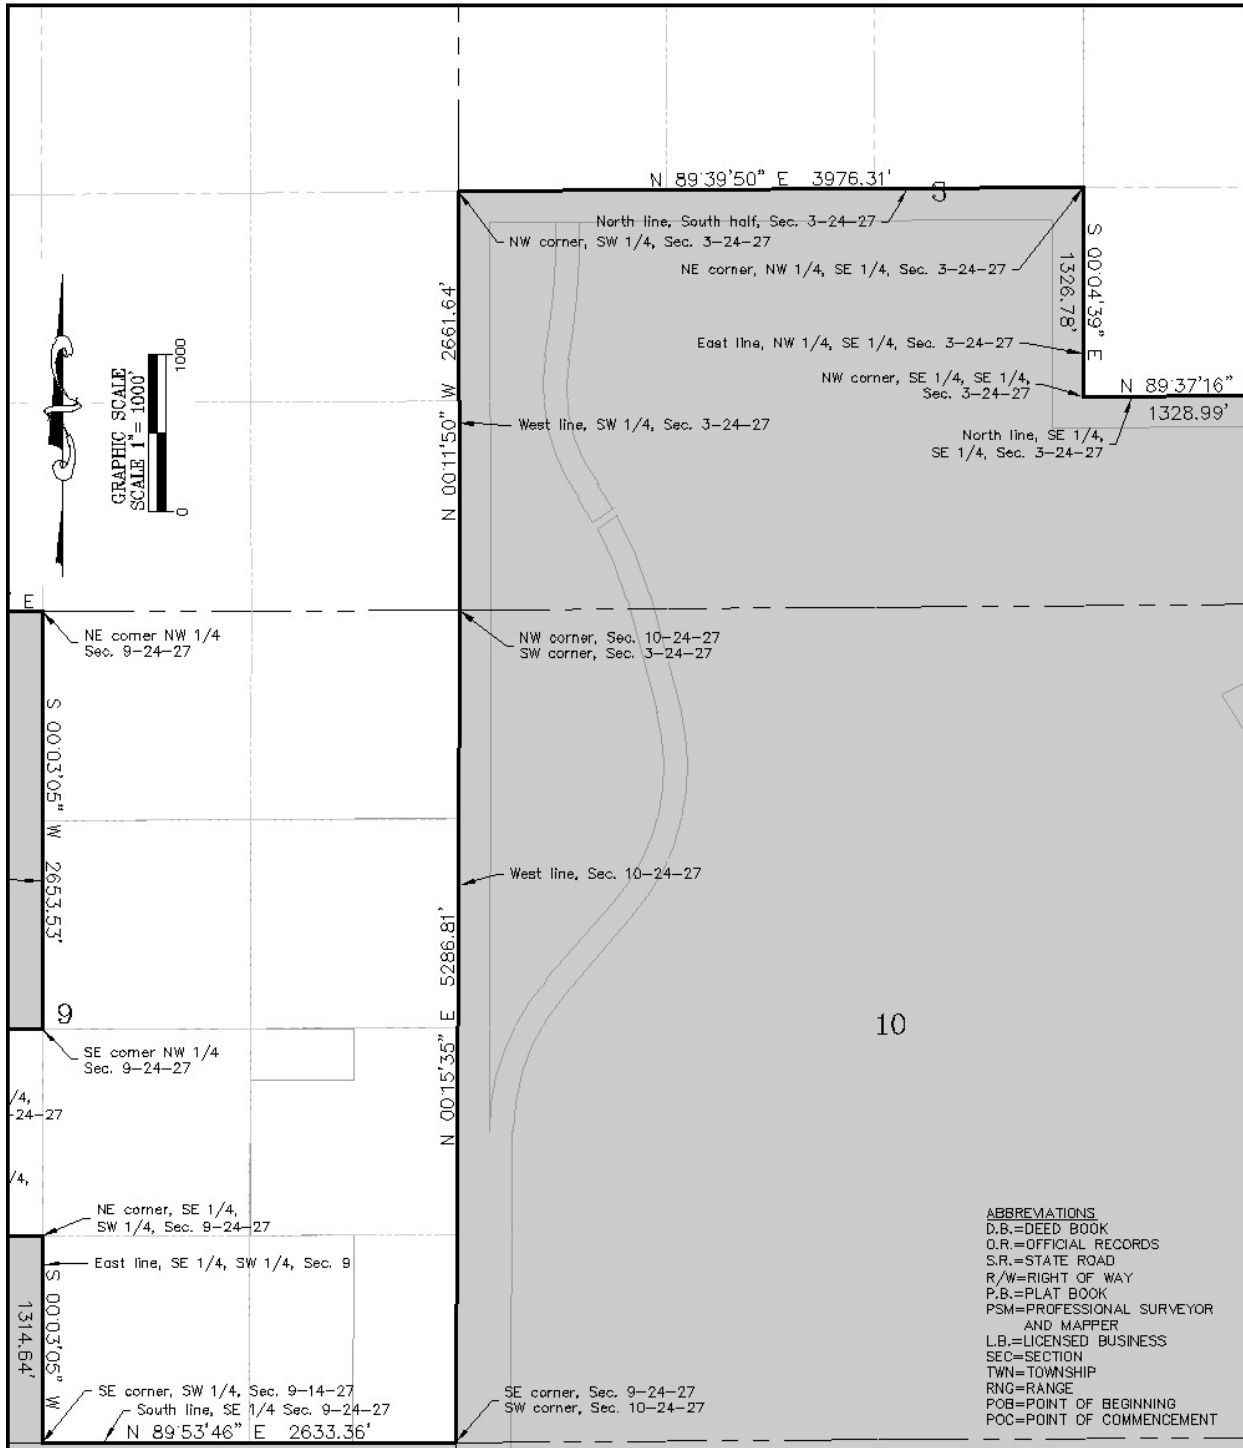 N 89°39'50" E 3976.31'
3
North line, South half, Sec. 3-24-27
NW corner, SW 1/4, Sec. 3-24-27
NE corner, NW 1/4, SE 1/4, Sec. 3-24-27
S 00°04'39" E
1326.78'
East line, NW 1/4, SE 1/4, Sec. 3-24-27
NW corner, SE 1/4, SE 1/4,
Sec. 3-24-27
N 89°37'16"
1328.99'
North line, SE 1/4,
SE 1/4, Sec. 3-24-27
N 00°11'50" W 2661.64'
West line, SW 1/4, Sec. 3-24-27
GRAPHIC SCALE
SCALE 1"= 1000'
0
1000
E
NE corner NW 1/4
Sec. 9-24-27
NW corner, Sec. 10-24-27
SW corner, Sec. 3-24-27
S 00°03'05" W 2653.53'
West line, Sec. 10-24-27
N 00°15'35" E 5286.81'
9
10
SE corner NW 1/4
Sec. 9-24-27
/4,
-24-27
/4,
NE corner, SE 1/4,
SW 1/4, Sec. 9-24-27
East line, SE 1/4, SW 1/4, Sec. 9
S 00°03'05" W
1314.64'
SE corner, SW 1/4, Sec. 9-14-27
South line, SE 1/4 Sec. 9-24-27
N 89°53'46" E 2633.36'
SE corner, Sec. 9-24-27
SW corner, Sec. 10-24-27
ABBREVIATIONS
D.B.=DEED BOOK
O.R.=OFFICIAL RECORDS
S.R.=STATE ROAD
R/W=RIGHT OF WAY
P.B.=PLAT BOOK
PSM=PROFESSIONAL SURVEYOR
AND MAPPER
L.B.=LICENSED BUSINESS
SEC=SECTION
TWN=TOWNSHIP
RNG=RANGE
POB=POINT OF BEGINNING
POC=POINT OF COMMENCEMENT